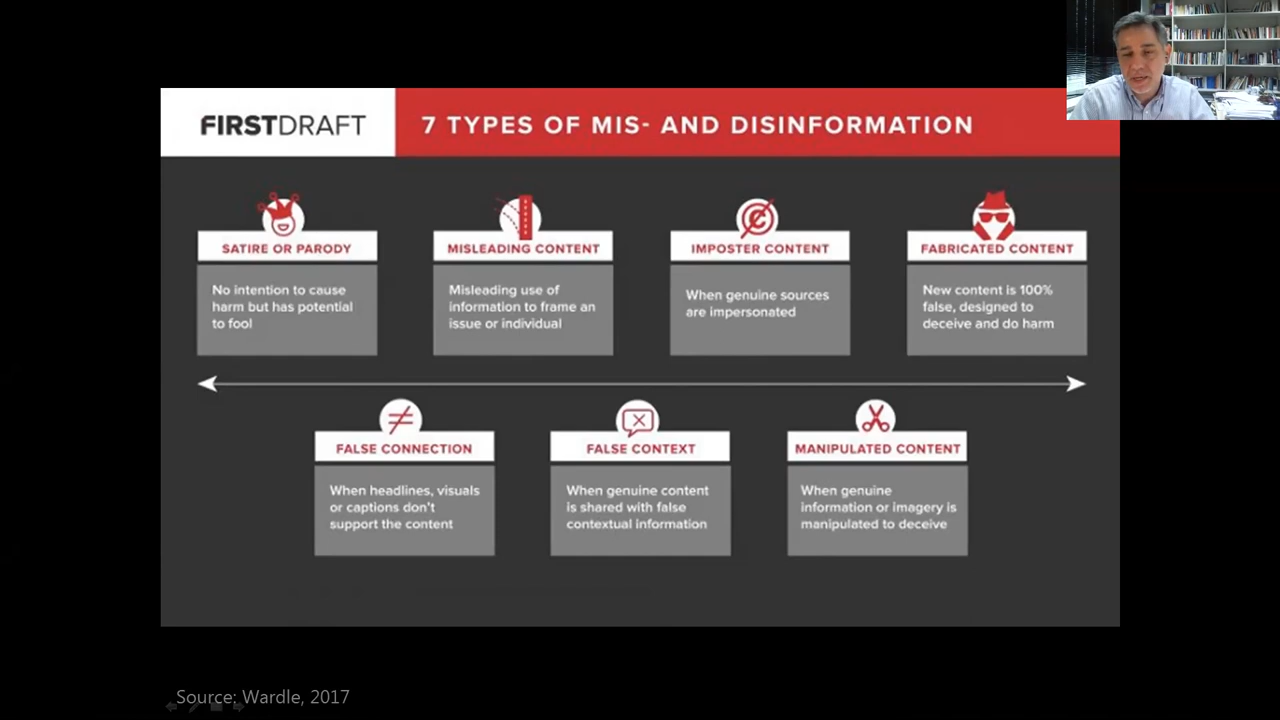 FIRSTDRAFT
7 TYPES OF MIS- AND DISINFORMATION
SATIRE OR PARODY
No intention to cause
harm but has potential
to fool
MISLEADING CONTENT
Misleading use of
information to frame an
issue or individual
IMPOSTER CONTENT
When genuine sources
are impersonated
FABRICATED CONTENT
New content is 100%
false, designed to
deceive and do harm
FALSE CONNECTION
When headlines, visuals
or captions don't
support the content
FALSE CONTEXT
When genuine content
is shared with false
contextual information
MANIPULATED CONTENT
When genuine
information or imagery is
manipulated to deceive
Source: Wardle, 2017